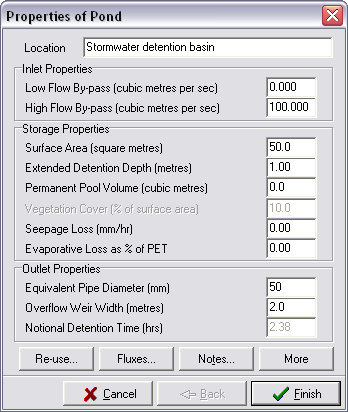 Properties of Pond
Location Stormwater detention basin
Inlet Properties
Low Flow By-pass (cubic metres per sec) 0.000
High Flow By-pass (cubic metres per sec) 100.000
Storage Properties
Surface Area (square metres) 50.0
Extended Detention Depth (metres) 1.00
Permanent Pool Volume (cubic metres) 0.0
Vegetation Cover (% of surface area) 10.0
Seepage Loss (mm/hr) 0.00
Evaporative Loss as % of PET 0.00
Outlet Properties
Equivalent Pipe Diameter (mm) 50
Overflow Weir Width (metres) 2.0
Notional Detention Time (hrs) 2.38
Re-use... Fluxes... Notes... More
Cancel Back Finish